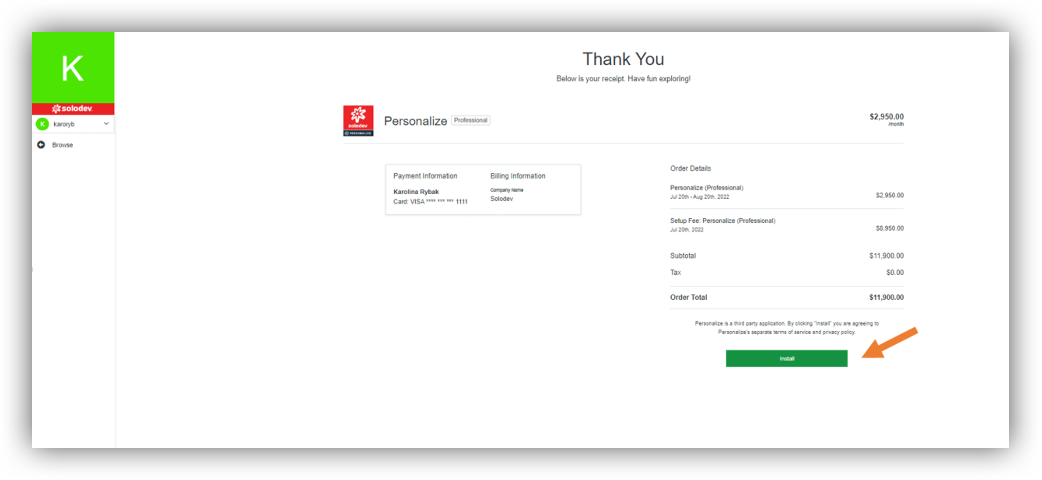 K
solodev
K karoryb
Browse
Thank You
Below is your receipt. Have fun exploring!
solodev
PERSONALIZE
Personalize Professional
$2,950.00
/month
Payment Information
Karolina Rybak
Card: VISA **** *** *** 1111
Billing Information
Company Name
Solodev
Order Details
Personalize (Professional)
Jul 20th - Aug 20th, 2022 $2,950.00
Setup Fee: Personalize (Professional)
Jul 20th, 2022 $8,950.00
Subtotal $11,900.00
Tax $0.00
Order Total $11,900.00
Personalize is a third party application. By clicking "Install" you are agreeing to
Personalize's separate terms of service and privacy policy.
Install